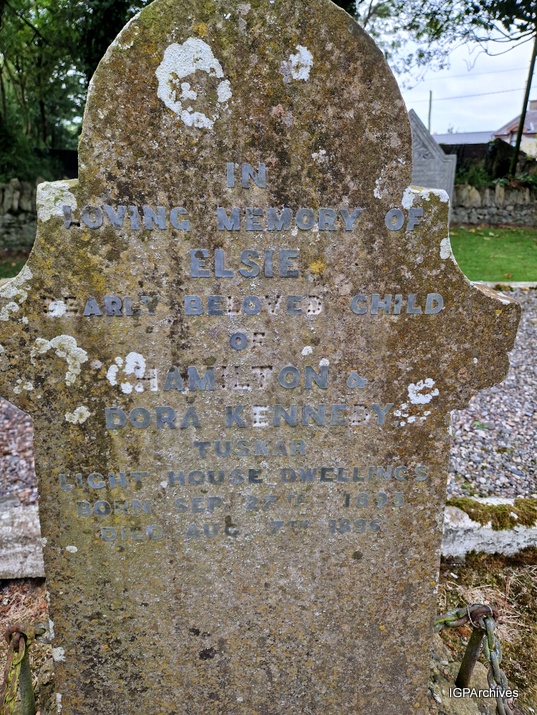 IN
LOVING MEMORY OF
ELSIE
DEARLY BELOVED CHILD
OF
HAMILTON &
DORA KENNEDY
TUSKAR
LIGHT HOUSE DWELLINGS
BORN SEP. 27TH
DIED AUG. 7TH 1895
IGPArchives